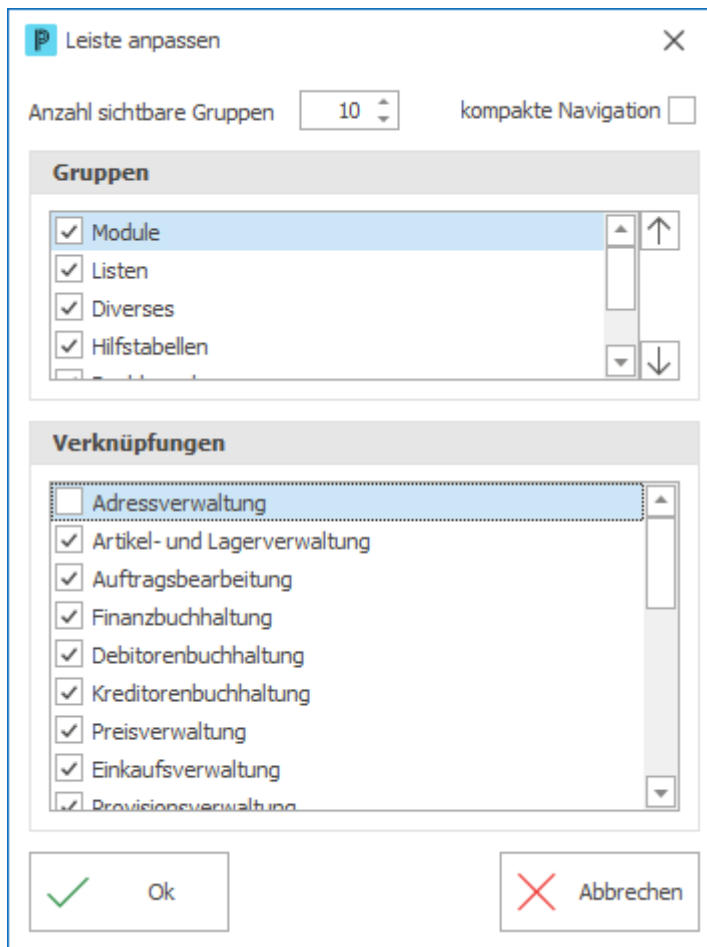 Leiste anpassen
Anzahl sichtbare Gruppen 10 kompakte Navigation
Gruppen
Module
Listen
Diverses
Hilfstabellen
Verknüpfungen
Adressverwaltung
Artikel- und Lagerverwaltung
Auftragsbearbeitung
Finanzbuchhaltung
Debitorenbuchhaltung
Kreditorenbuchhaltung
Preisverwaltung
Einkaufsverwaltung
Provisionsverwaltung
Ok Abbrechen